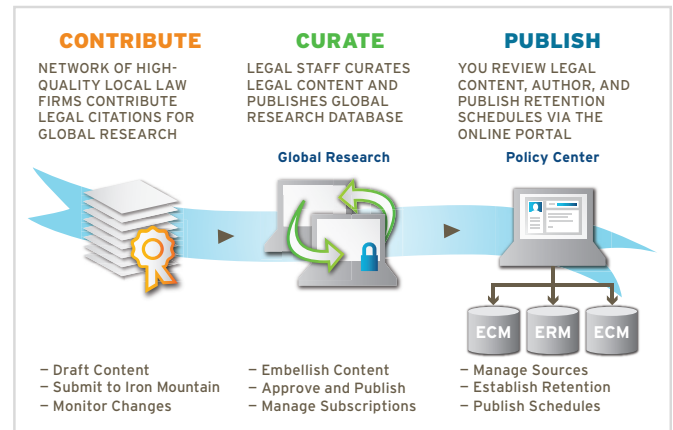 CONTRIBUTE
NETWORK OF HIGH-
QUALITY LOCAL LAW
FIRMS CONTRIBUTE
LEGAL CITATIONS FOR
GLOBAL RESEARCH
CURATE
LEGAL STAFF CURATES
LEGAL CONTENT AND
PUBLISHES GLOBAL
RESEARCH DATABASE
Global Research
PUBLISH
YOU REVIEW LEGAL
CONTENT, AUTHOR, AND
PUBLISH RETENTION
SCHEDULES VIA THE
ONLINE PORTAL
Policy Center
ECM ERM ECM
— Draft Content
— Submit to Iron Mountain
— Monitor Changes
— Embellish Content
— Approve and Publish
— Manage Subscriptions
— Manage Sources
— Establish Retention
— Publish Schedules